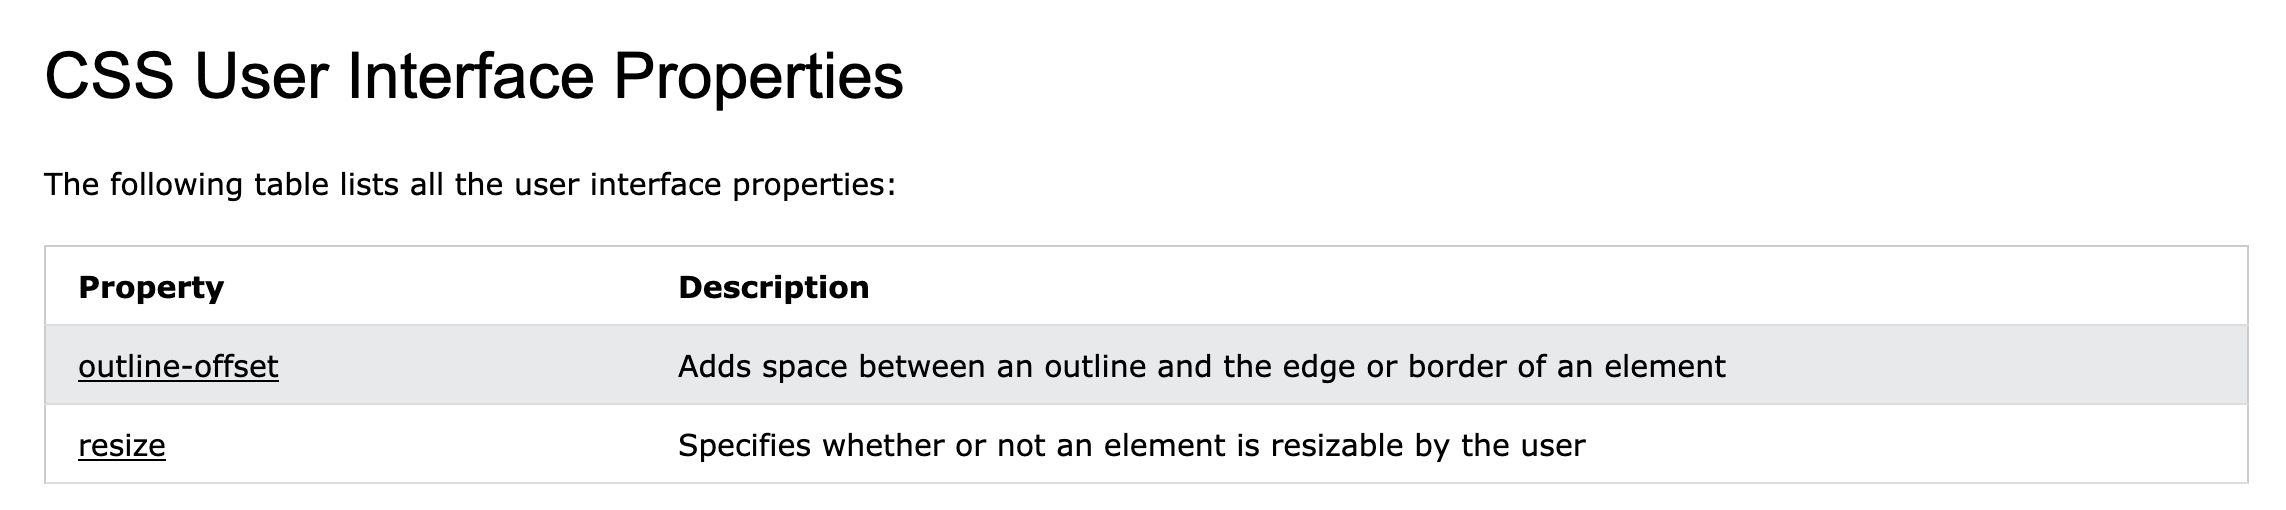 CSS User Interface Properties
The following table lists all the user interface properties:
Property Description
outline-offset Adds space between an outline and the edge or border of an element
resize Specifies whether or not an element is resizable by the user